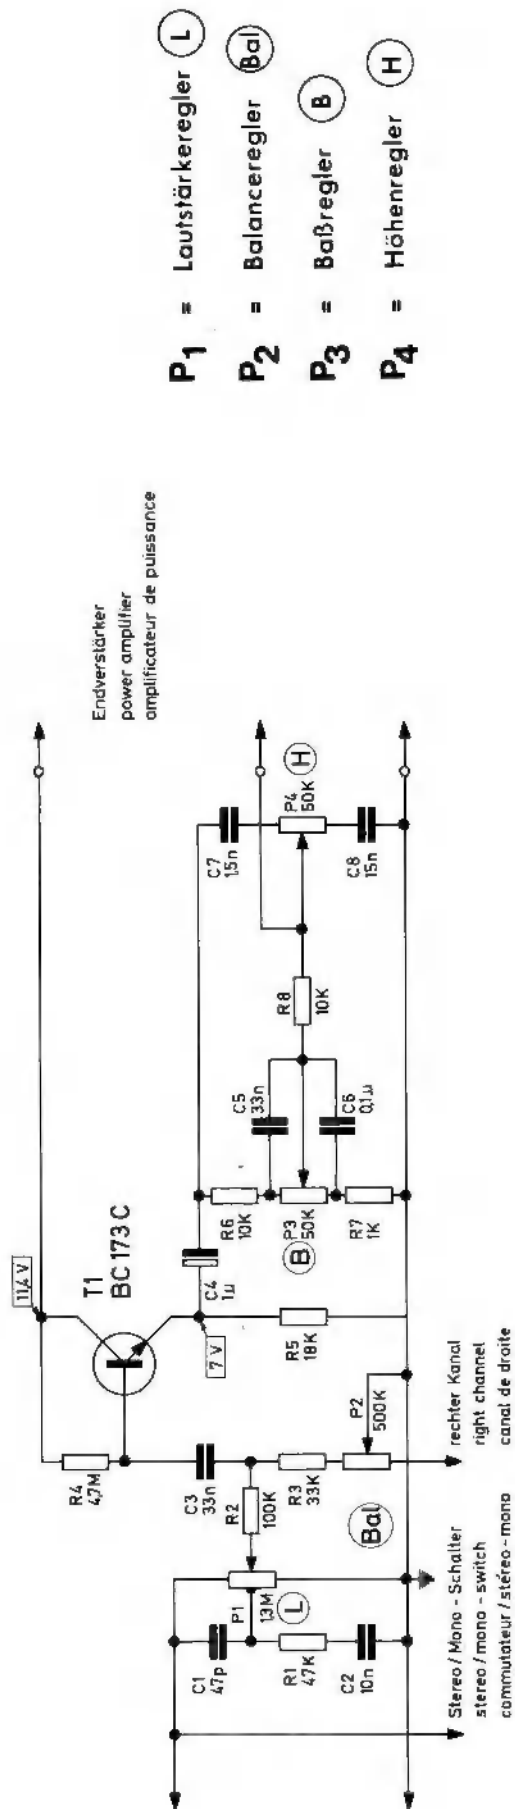 11,4 V
T1
BC 173 C
R4
4,7M
7 V
C4
1µ
C3
33n
R2
100K
R3
33K
P2
500K
Bal
P1
1,3M
L
C1
47p
R1
47K
C2
10n
R5
18K
R6
10K
B
P3
50K
R7
1K
C5
33n
C6
0,1µ
R8
10K
C7
1,5n
P4
50K
H
C8
15n
Endverstärker
power amplifier
amplificateur de puissance
rechter Kanal
right channel
canal de droite
Stereo / Mono - Schalter
stereo / mono - switch
commutateur / stéreo - mono
P1 = Lautstärkeregler L
P2 = Balanceregler Bal
P3 = Baßregler B
P4 = Höhenregler H